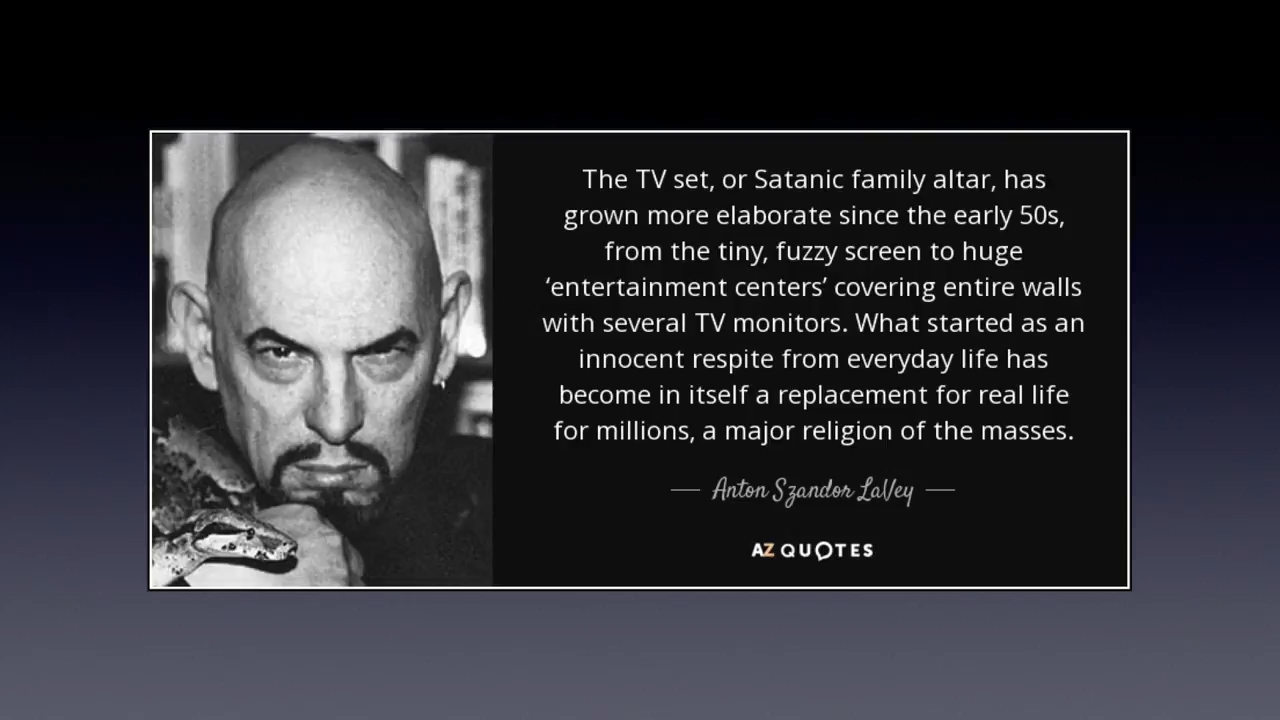 The TV set, or Satanic family altar, has
grown more elaborate since the early 50s,
from the tiny, fuzzy screen to huge
‘entertainment centers’ covering entire walls
with several TV monitors. What started as an
innocent respite from everyday life has
become in itself a replacement for real life
for millions, a major religion of the masses.
Anton Szandor LaVey
AZ QUOTES